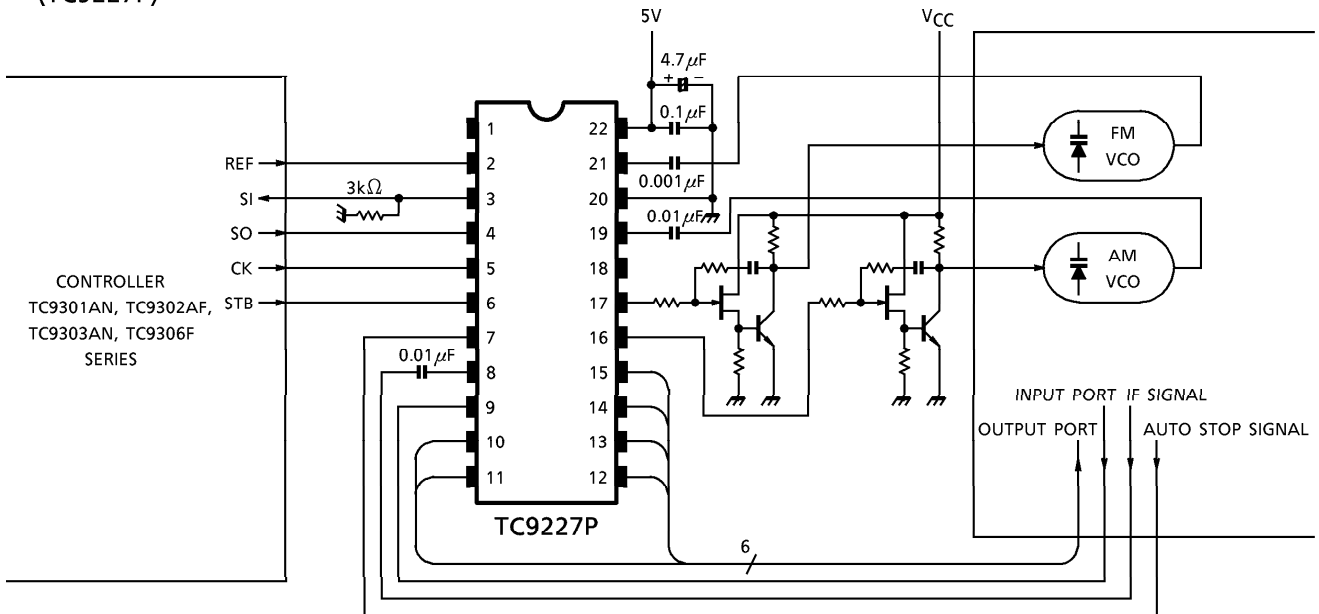 (TC9227P)
5V
VCC
4.7μF
+ −
0.1μF
0.001μF
0.01μF
FM
VCO
AM
VCO
REF
SI
3kΩ
SO
CK
STB
CONTROLLER
TC9301AN, TC9302AF,
TC9303AN, TC9306F
SERIES
0.01μF
1
2
3
4
5
6
7
8
9
10
11
22
21
20
19
18
17
16
15
14
13
12
TC9227P
6
INPUT PORT IF SIGNAL
OUTPUT PORT AUTO STOP SIGNAL